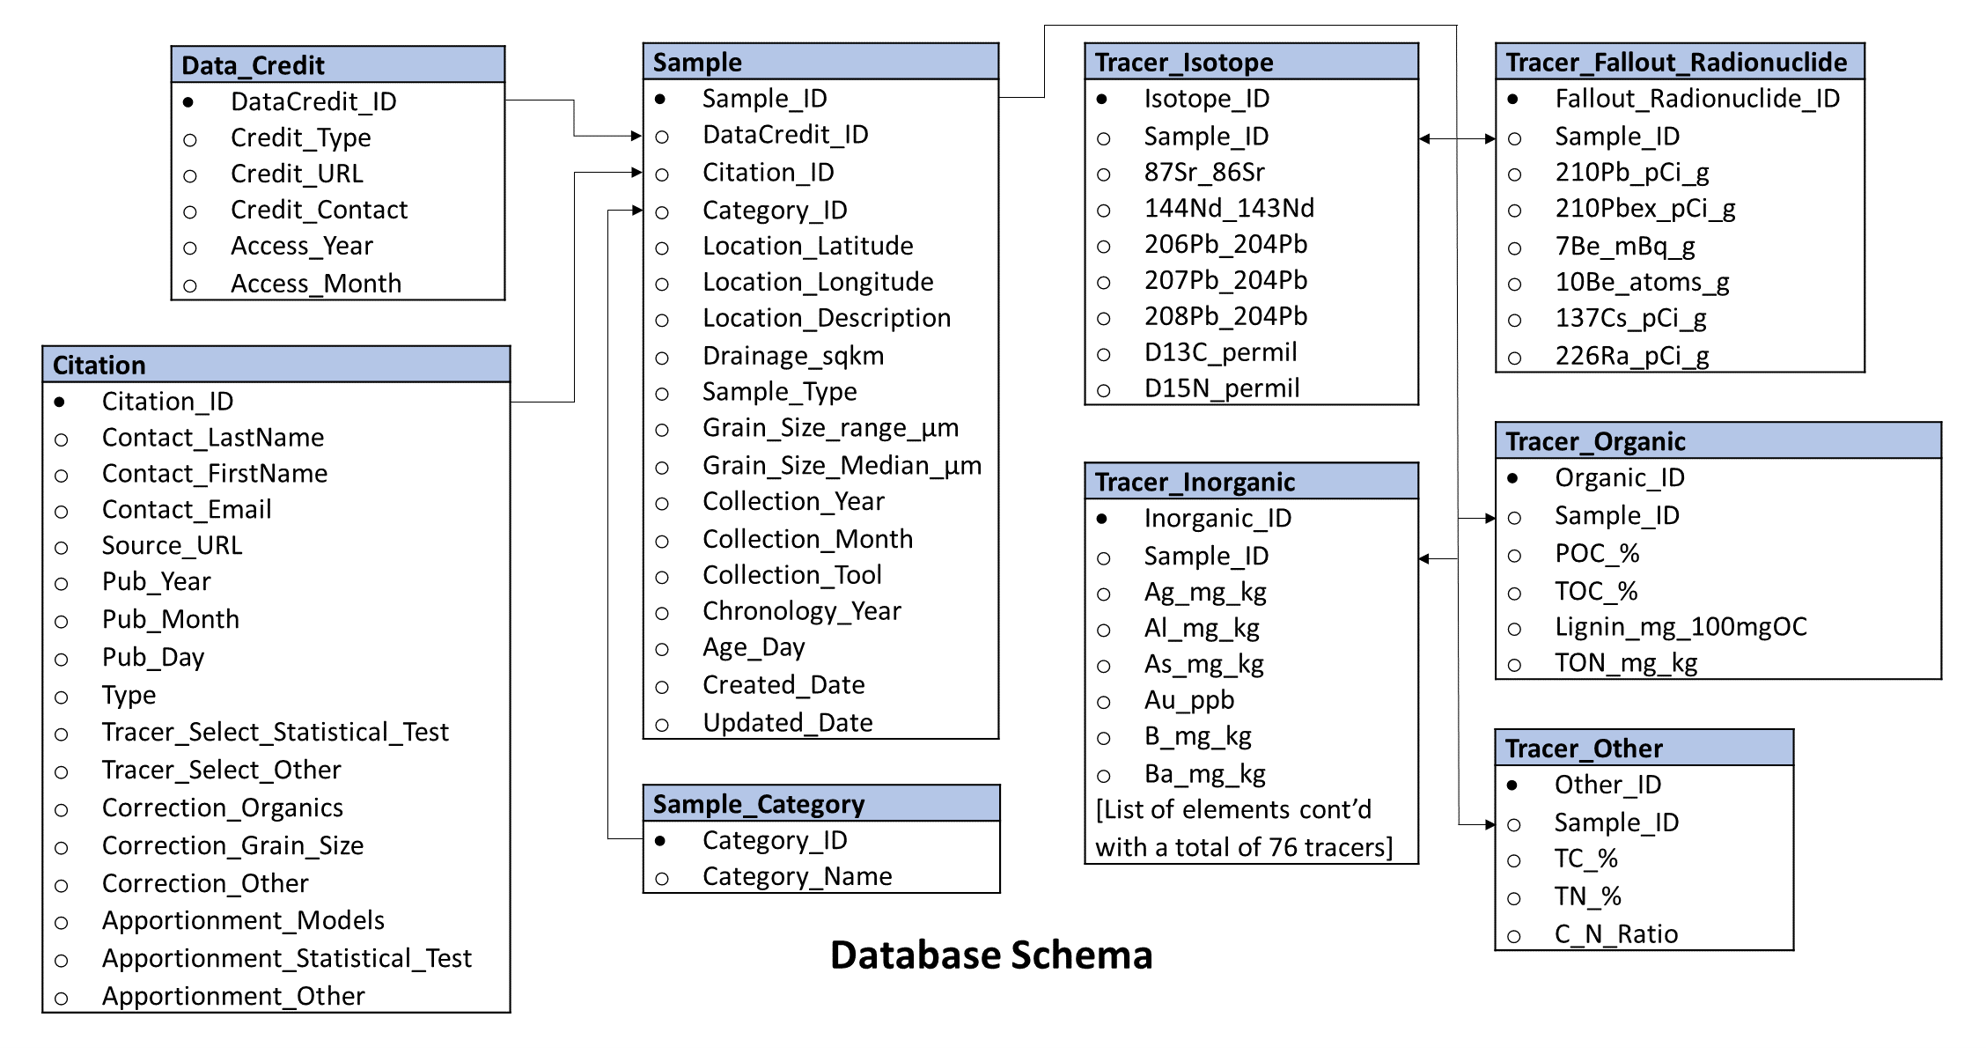 Data_Credit
DataCredit_ID
Credit_Type
Credit_URL
Credit_Contact
Access_Year
Access_Month
Citation
Citation_ID
Contact_LastName
Contact_FirstName
Contact_Email
Source_URL
Pub_Year
Pub_Month
Pub_Day
Type
Tracer_Select_Statistical_Test
Tracer_Select_Other
Correction_Organics
Correction_Grain_Size
Correction_Other
Apportionment_Models
Apportionment_Statistical_Test
Apportionment_Other
Sample
Sample_ID
DataCredit_ID
Citation_ID
Category_ID
Location_Latitude
Location_Longitude
Location_Description
Drainage_sqkm
Sample_Type
Grain_Size_range_µm
Grain_Size_Median_µm
Collection_Year
Collection_Month
Collection_Tool
Chronology_Year
Age_Day
Created_Date
Updated_Date
Sample_Category
Category_ID
Category_Name
Tracer_Isotope
Isotope_ID
Sample_ID
87Sr_86Sr
144Nd_143Nd
206Pb_204Pb
207Pb_204Pb
208Pb_204Pb
D13C_permil
D15N_permil
Tracer_Inorganic
Inorganic_ID
Sample_ID
Ag_mg_kg
Al_mg_kg
As_mg_kg
Au_ppb
B_mg_kg
Ba_mg_kg
[List of elements cont’d
with a total of 76 tracers]
Tracer_Fallout_Radionuclide
Fallout_Radionuclide_ID
Sample_ID
210Pb_pCi_g
210Pbex_pCi_g
7Be_mBq_g
10Be_atoms_g
137Cs_pCi_g
226Ra_pCi_g
Tracer_Organic
Organic_ID
Sample_ID
POC_%
TOC_%
Lignin_mg_100mgOC
TON_mg_kg
Tracer_Other
Other_ID
Sample_ID
TC_%
TN_%
C_N_Ratio
Database Schema